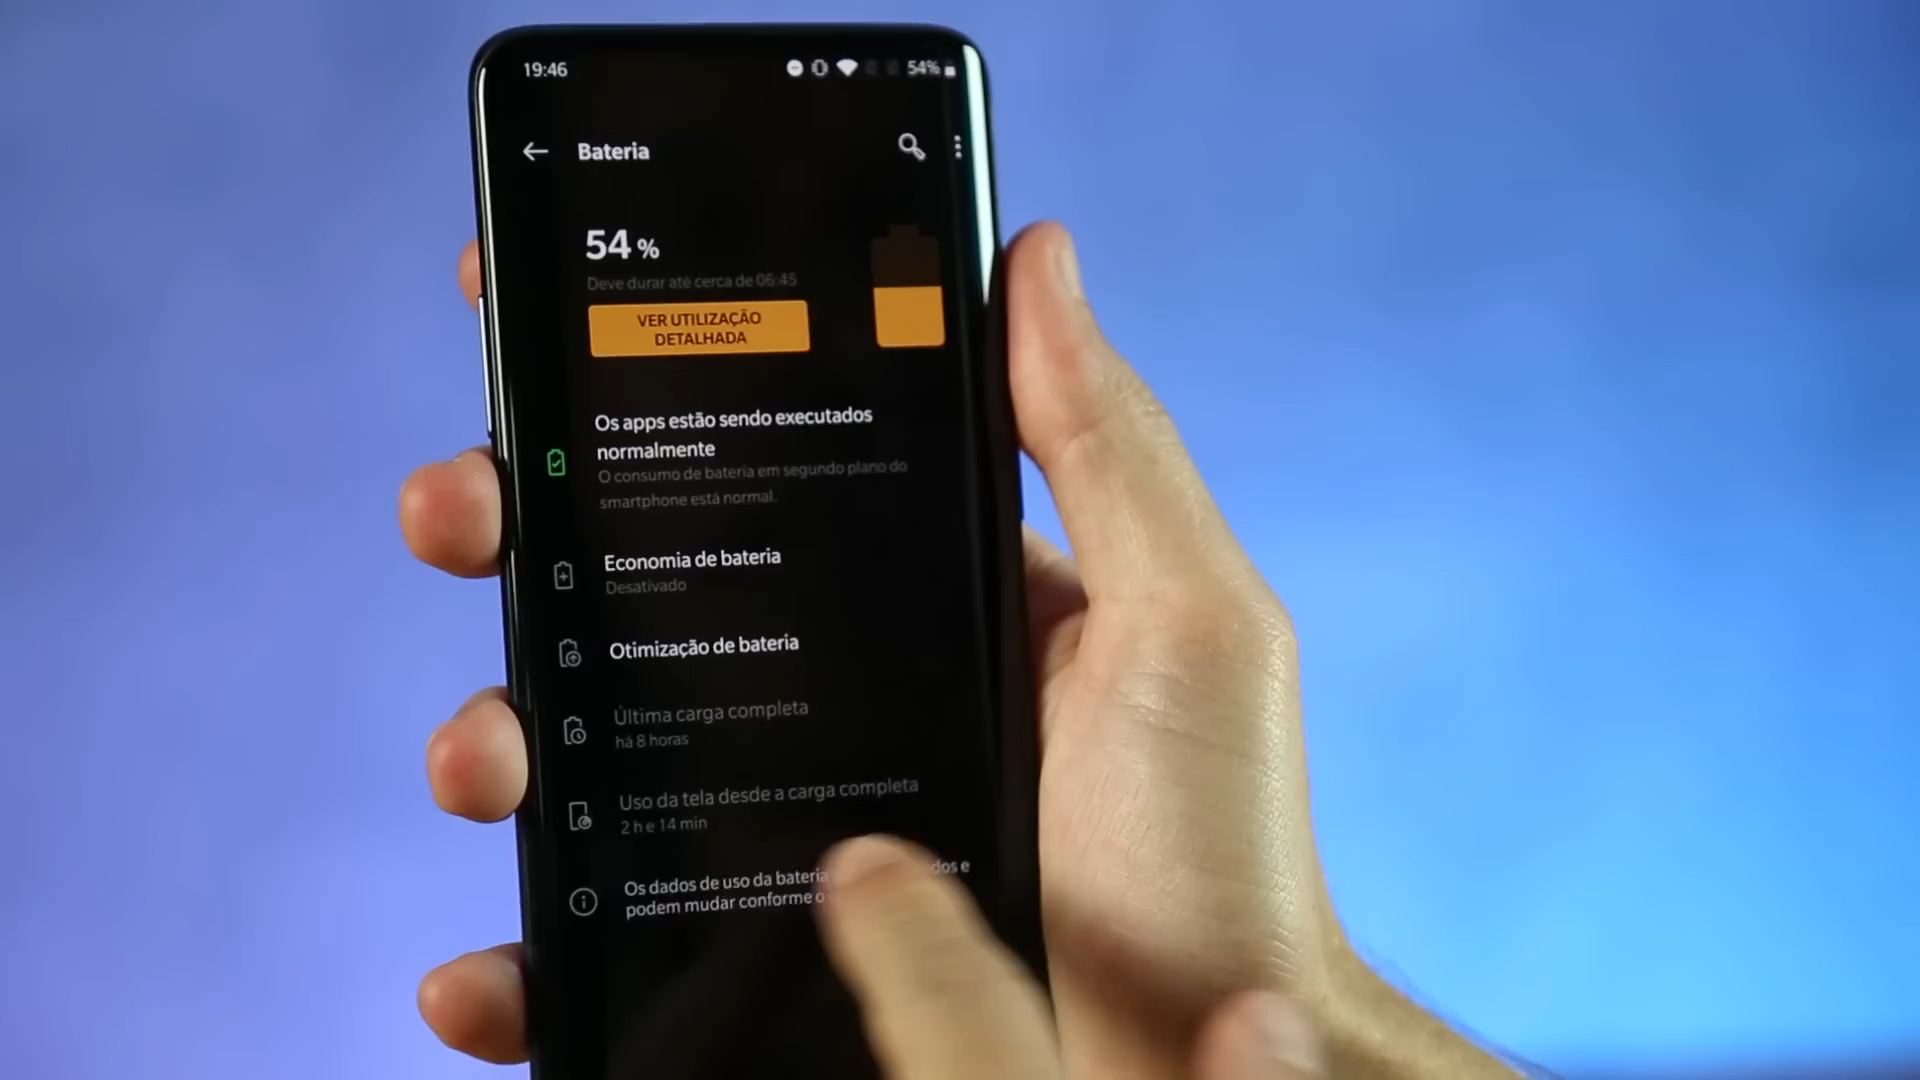 19:46
54%
Bateria
54 %
Deve durar até cerca de 06:45
VER UTILIZAÇÃO
DETALHADA
Os apps estão sendo executados
normalmente
O consumo de bateria em segundo plano do
smartphone está normal.
Economia de bateria
Desativado
Otimização de bateria
Última carga completa
há 8 horas
Uso da tela desde a carga completa
2 h e 14 min
Os dados de uso da bateria e
podem mudar conforme o